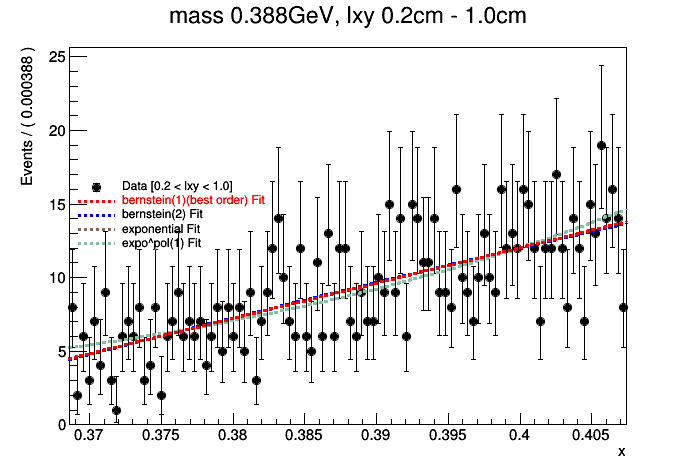 mass 0.388GeV, lxy 0.2cm - 1.0cm
Events / ( 0.000388 )
25
20
15
10
5
0
Data [0.2 < lxy < 1.0]
bernstein(1)(best order) Fit
bernstein(2) Fit
exponential Fit
expo^pol(1) Fit
0.37
0.375
0.38
0.385
0.39
0.395
0.4
0.405
x